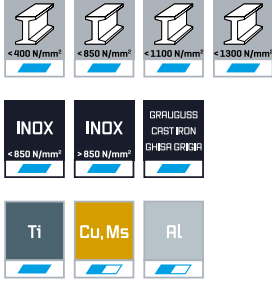 <400 N/mm² <850 N/mm² <1100 N/mm² <1300 N/mm²
INOX INOX GRAUGUSS
CAST IRON
GHISA GRIGIA
<850 N/mm² >850 N/mm²
Ti Cu, Ms Al